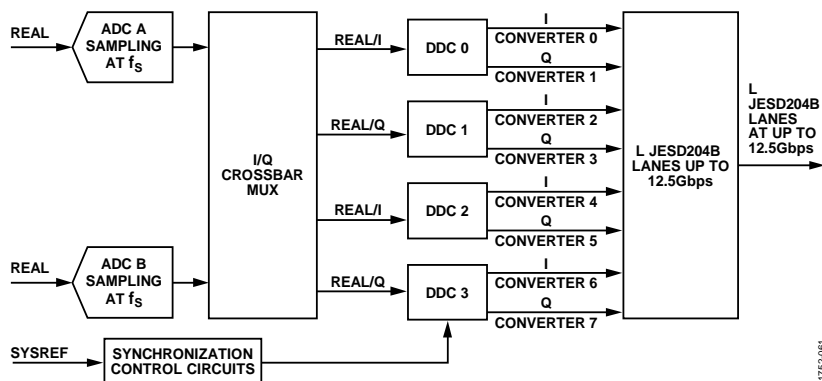 REAL
ADC A
SAMPLING
AT fS
I/Q
CROSSBAR
MUX
REAL/I
DDC 0
I
CONVERTER 0
Q
CONVERTER 1
REAL/Q
DDC 1
I
CONVERTER 2
Q
CONVERTER 3
REAL/I
DDC 2
I
CONVERTER 4
Q
CONVERTER 5
REAL
ADC B
SAMPLING
AT fS
REAL/Q
DDC 3
I
CONVERTER 6
Q
CONVERTER 7
L JESD204B
LANES UP TO
12.5Gbps
L
JESD204B
LANES
AT UP TO
12.5Gbps
SYSREF
SYNCHRONIZATION
CONTROL CIRCUITS